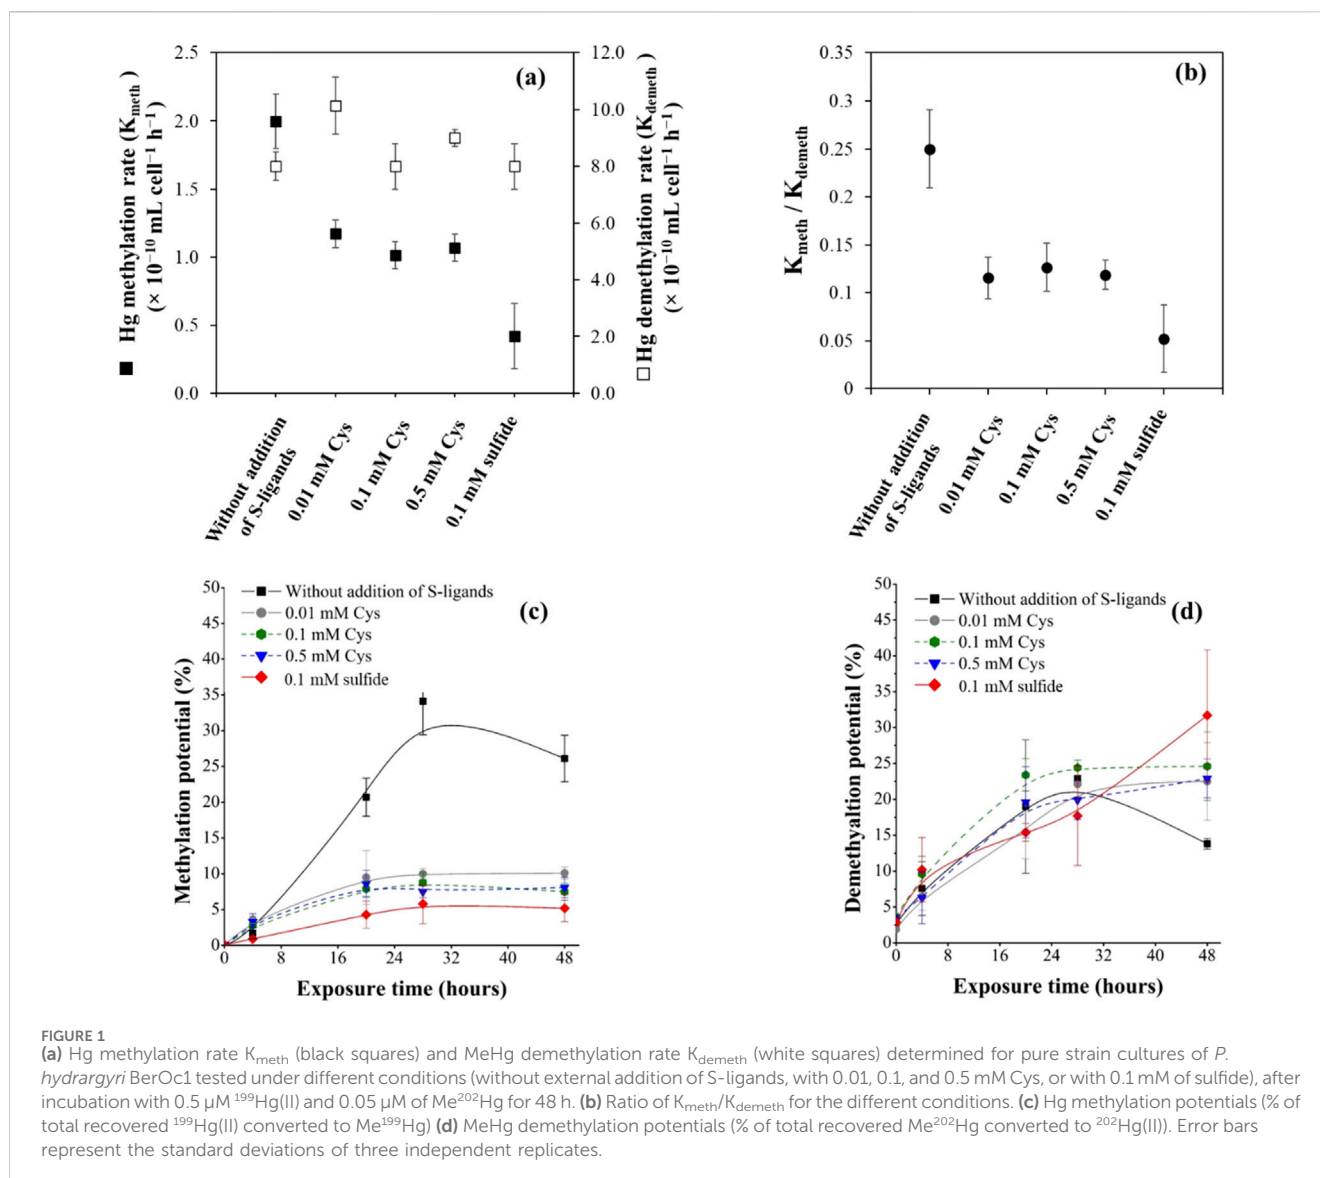 (a)
2.5
2.0
1.5
1.0
0.5
0.0
12.0
10.0
8.0
6.0
4.0
2.0
0.0
■ Hg methylation rate (Kmeth)
(× 10⁻¹⁰ mL cell⁻¹ h⁻¹)
□ Hg demethylation rate (Kdemeth)
(× 10⁻¹⁰ mL cell⁻¹ h⁻¹)
Without addition
of S-ligands
0.01 mM Cys
0.1 mM Cys
0.5 mM Cys
0.1 mM sulfide
(b)
0.35
0.3
0.25
0.2
0.15
0.1
0.05
0
Kmeth / Kdemeth
Without addition
of S-ligands
0.01 mM Cys
0.1 mM Cys
0.5 mM Cys
0.1 mM sulfide
(c)
Without addition of S-ligands
0.01 mM Cys
0.1 mM Cys
0.5 mM Cys
0.1 mM sulfide
50
45
40
35
30
25
20
15
10
5
0
Methylation potential (%)
0 8 16 24 32 40 48
Exposure time (hours)
(d)
Without addition of S-ligands
0.01 mM Cys
0.1 mM Cys
0.5 mM Cys
0.1 mM sulfide
50
45
40
35
30
25
20
15
10
5
0
Demethyaltion potential (%)
0 8 16 24 32 40 48
Exposure time (hours)
FIGURE 1
(a) Hg methylation rate Kmeth (black squares) and MeHg demethylation rate Kdemeth (white squares) determined for pure strain cultures of P.
hydrargyri BerOc1 tested under different conditions (without external addition of S-ligands, with 0.01, 0.1, and 0.5 mM Cys, or with 0.1 mM of sulfide), after
incubation with 0.5 µM ¹⁹⁹Hg(II) and 0.05 µM of Me²⁰²Hg for 48 h. (b) Ratio of Kmeth/Kdemeth for the different conditions. (c) Hg methylation potentials (% of
total recovered ¹⁹⁹Hg(II) converted to Me¹⁹⁹Hg) (d) MeHg demethylation potentials (% of total recovered Me²⁰²Hg converted to ²⁰²Hg(II)). Error bars
represent the standard deviations of three independent replicates.